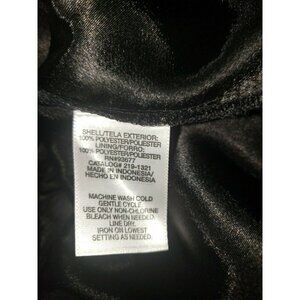 SHELL/TELA EXTERIOR:
100% POLYESTER/POLIESTER
LINING/FORRO:
100% POLYESTER/POLIESTER
RN#93677
CATALOG# 219-1321
MADE IN INDONESIA/
HECHO EN INDONESIA
MACHINE WASH COLD
GENTLE CYCLE
USE ONLY NON-CHLORINE
BLEACH WHEN NEEDED.
LINE DRY.
IRON ON LOWEST
SETTING AS NEEDED.